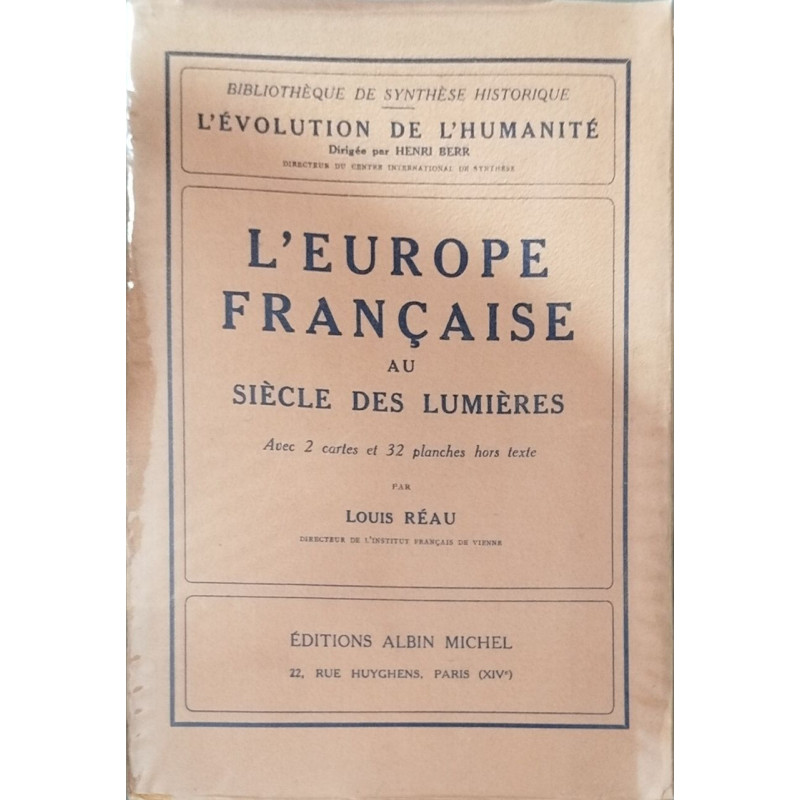 BIBLIOTHÈQUE DE SYNTHÈSE HISTORIQUE
L'ÉVOLUTION DE L'HUMANITÉ
Dirigée par HENRI BERR
DIRECTEUR DU CENTRE INTERNATIONAL DE SYNTHÈSE
L'EUROPE
FRANÇAISE
AU
SIÈCLE DES LUMIÈRES
Avec 2 cartes et 32 planches hors texte
PAR
LOUIS RÉAU
DIRECTEUR DE L'INSTITUT FRANÇAIS DE VIENNE
ÉDITIONS ALBIN MICHEL
22, RUE HUYGHENS, PARIS (XIVe)